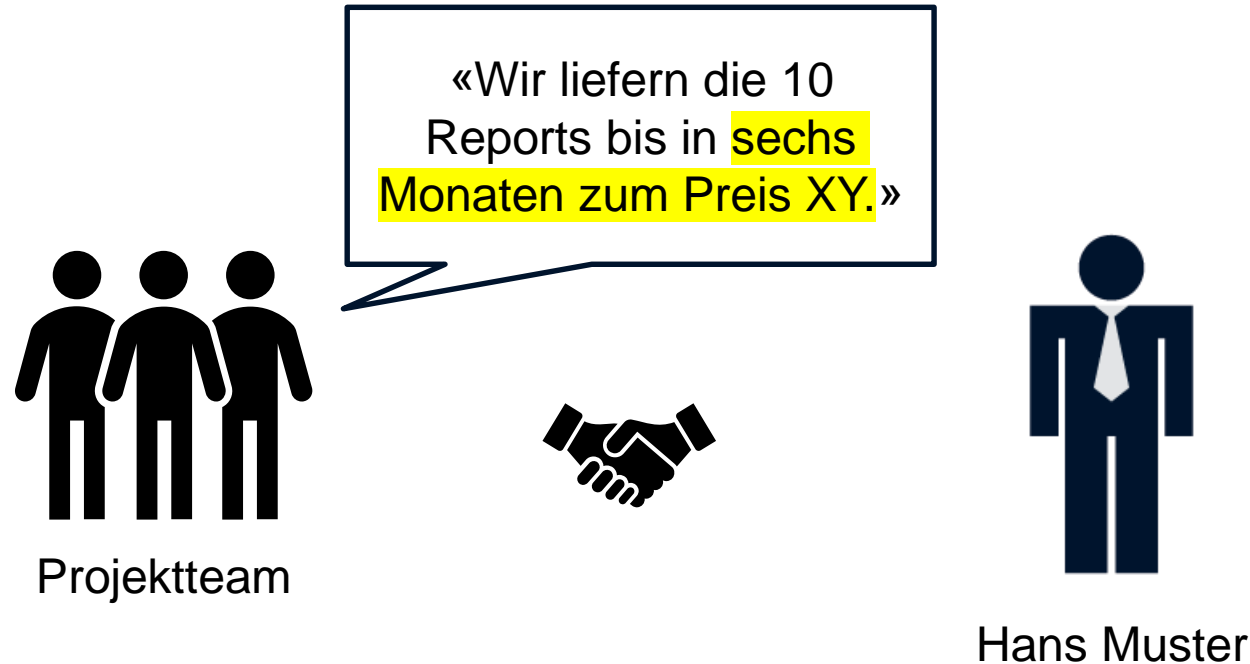 «Wir liefern die 10
Reports bis in sechs
Monaten zum Preis XY.»
Projektteam
Hans Muster